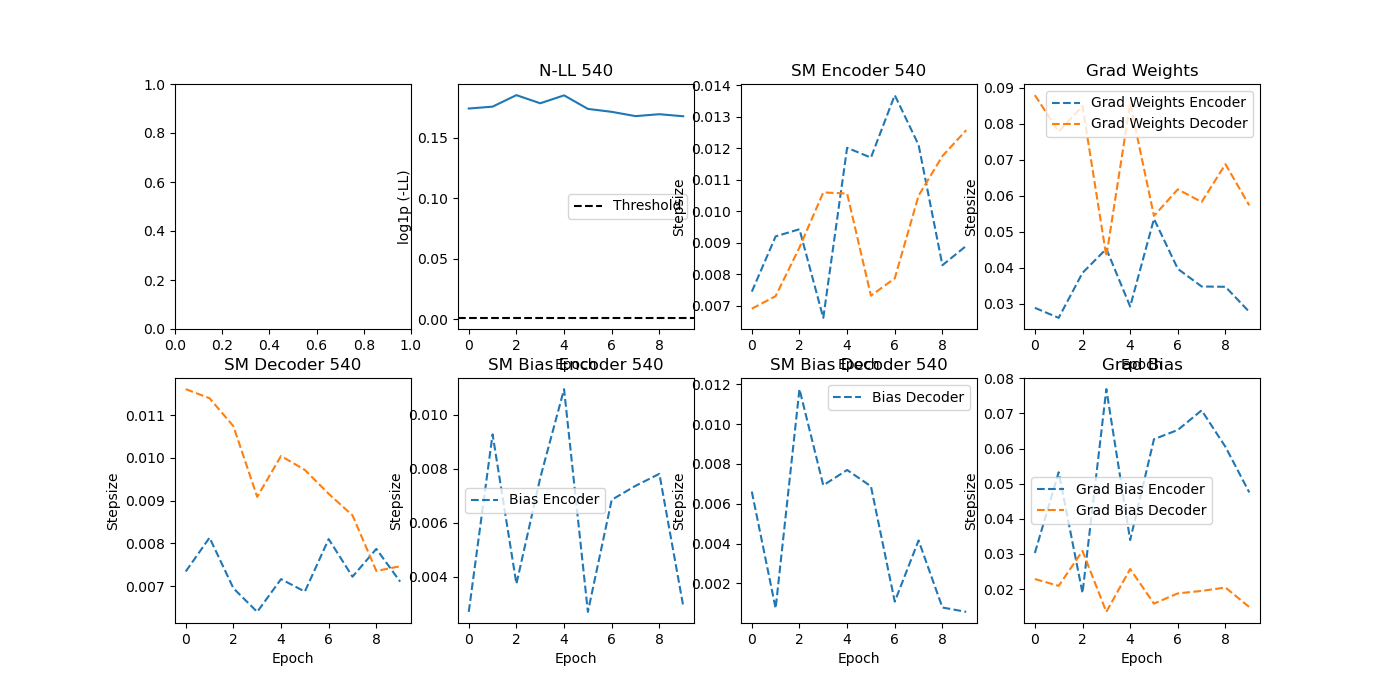 N-LL 540
SM Encoder 540
Grad Weights
1.0
0.8
0.6
0.4
0.2
0.0
0.0 0.2 0.4 0.6 0.8 1.0
log1p (-LL)
0.15
0.10
0.05
0.00
Threshold
0 2 4 6 8
Epoch
Stepsize
0.014
0.013
0.012
0.011
0.010
0.009
0.008
0.007
0 2 4 6 8
Epoch
Stepsize
0.09
0.08
0.07
0.06
0.05
0.04
0.03
Grad Weights Encoder
Grad Weights Decoder
0 2 4 6 8
Epoch
SM Decoder 540
SM Bias Encoder 540
SM Bias Decoder 540
Grad Bias
Stepsize
0.011
0.010
0.009
0.008
0.007
0 2 4 6 8
Epoch
Stepsize
0.010
0.008
0.006
0.004
Bias Encoder
0 2 4 6 8
Epoch
Stepsize
0.012
0.010
0.008
0.006
0.004
0.002
Bias Decoder
0 2 4 6 8
Epoch
Stepsize
0.08
0.07
0.06
0.05
0.04
0.03
0.02
Grad Bias Encoder
Grad Bias Decoder
0 2 4 6 8
Epoch